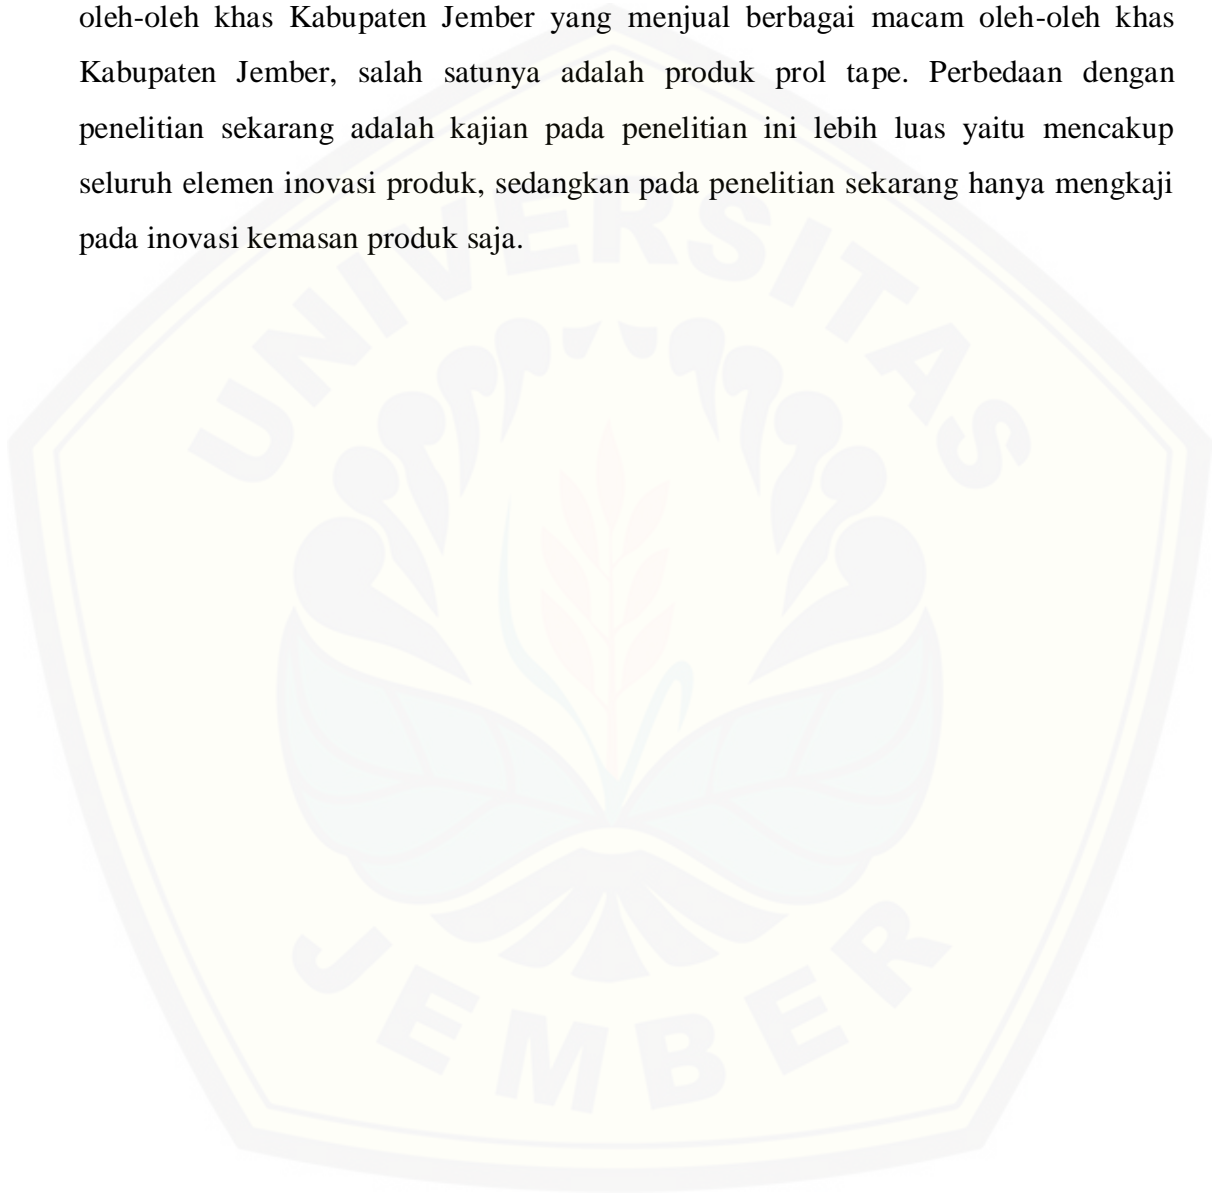 oleh-oleh khas Kabupaten Jember yang menjual berbagai macam oleh-oleh khas
Kabupaten Jember, salah satunya adalah produk prol tape. Perbedaan dengan
penelitian sekarang adalah kajian pada penelitian ini lebih luas yaitu mencakup
seluruh elemen inovasi produk, sedangkan pada penelitian sekarang hanya mengkaji
pada inovasi kemasan produk saja.
UNIVERSITAS
JEMBER